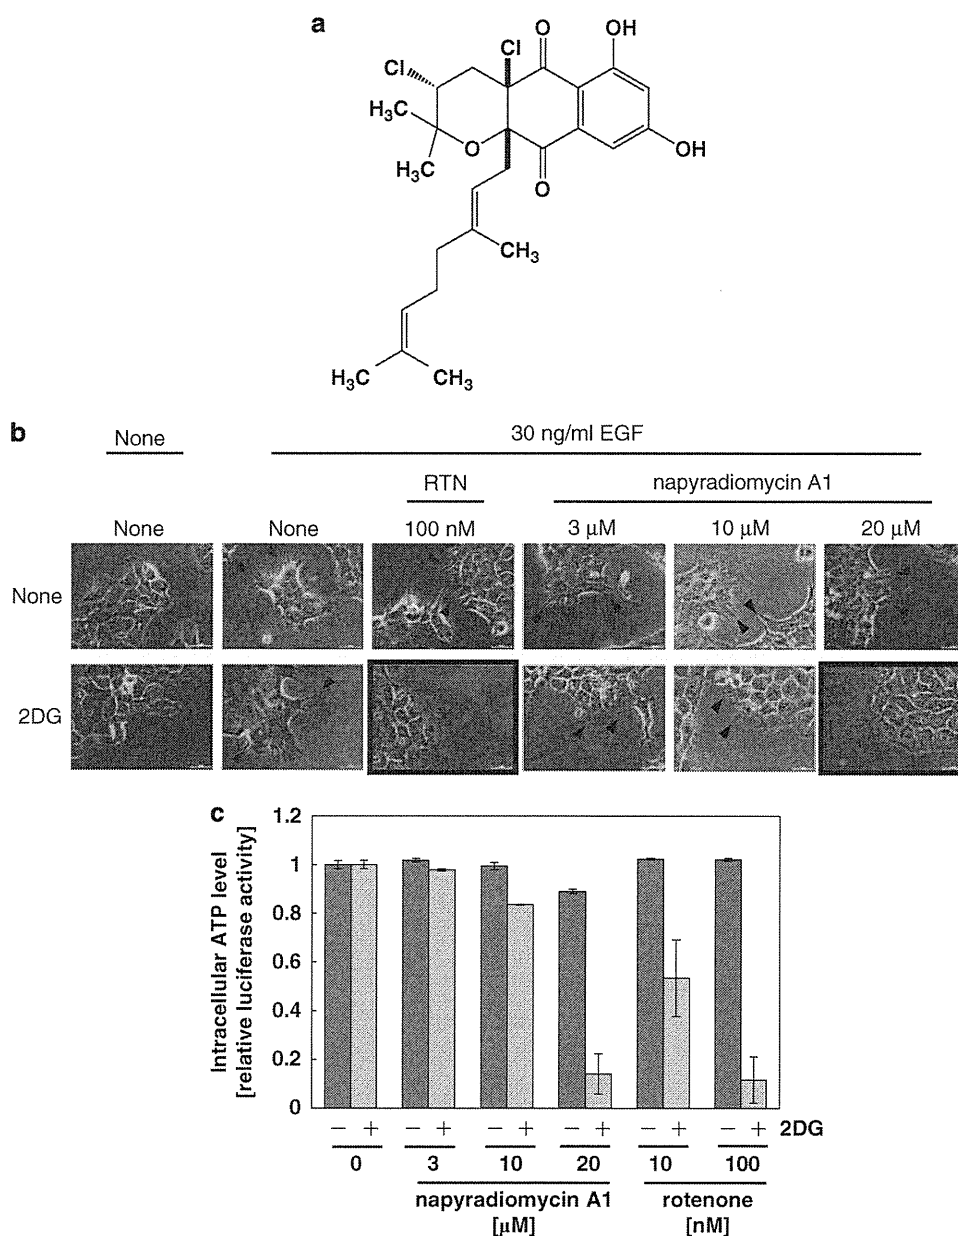 a
O
OH
Cl
Cl
H3C
O
OH
H3C
O
CH3
H3C
CH3
b
None
30 ng/ml EGF
RTN
napyradiomycin A1
None
None
100 nM
3 µM
10 µM
20 µM
None
2DG
c
Intracellular ATP level
[relative luciferase activity]
1.2
1
0.8
0.6
0.4
0.2
0
− + − + − + − + − + − + 2DG
0 3 10 20 10 100
napyradiomycin A1
[µM]
rotenone
[nM]